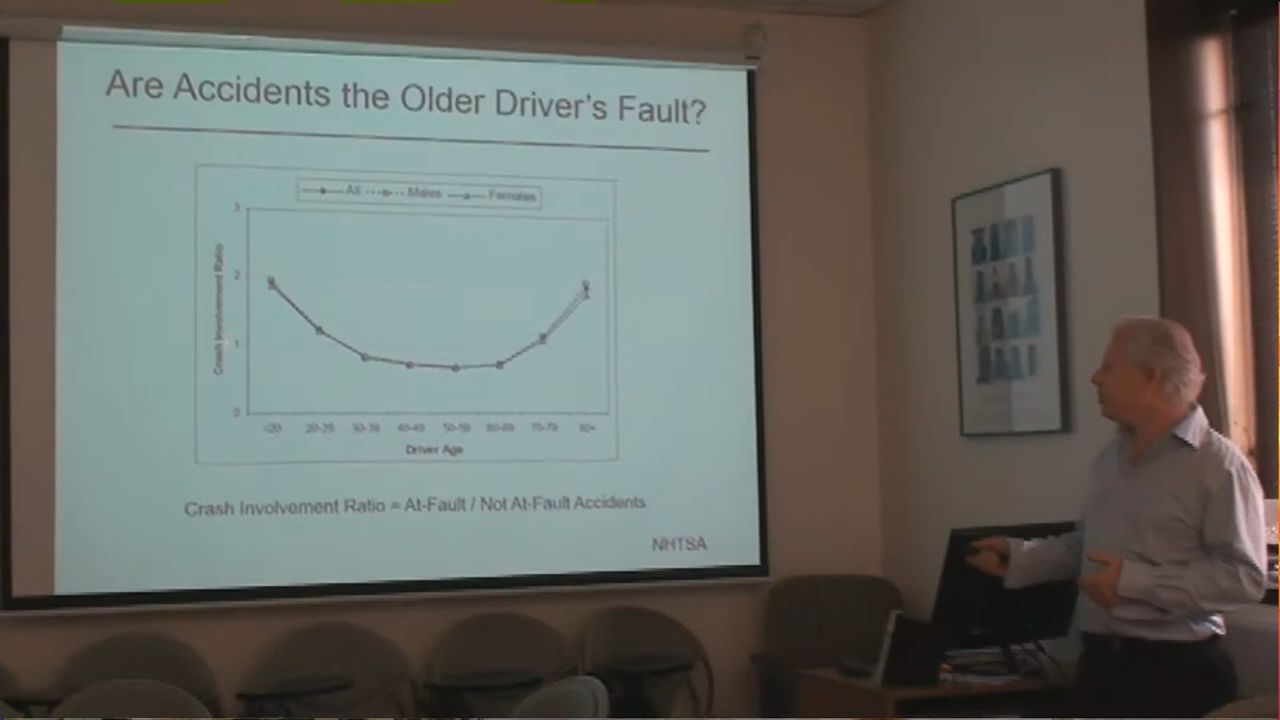 Are Accidents the Older Driver's Fault?
All Males Females
3
2
1
0
Crash Involvement Ratio
<20 20-29 30-39 40-49 50-59 60-69 70-79 80+
Driver Age
Crash Involvement Ratio = At-Fault / Not At-Fault Accidents
NHTSA